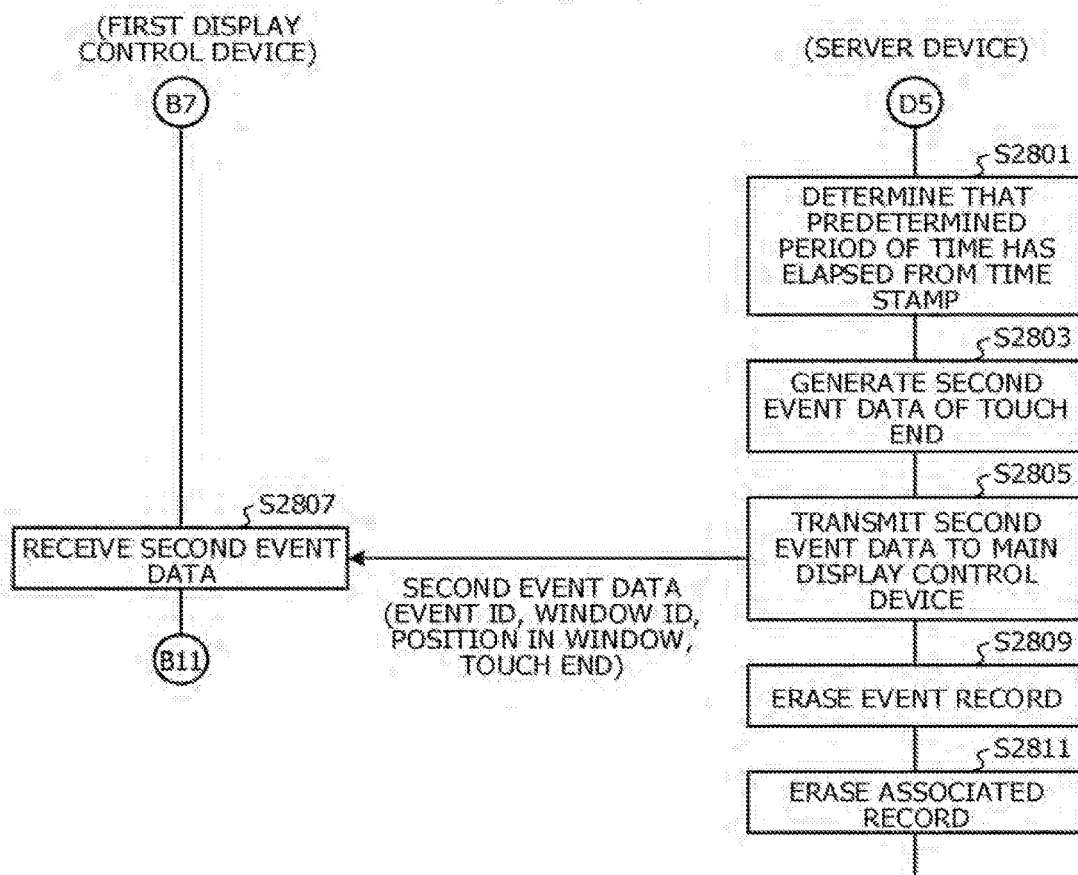 (FIRST DISPLAY
CONTROL DEVICE)
B7
S2807
RECEIVE SECOND EVENT
DATA
B11
SECOND EVENT DATA
(EVENT ID, WINDOW ID,
POSITION IN WINDOW,
TOUCH END)
(SERVER DEVICE)
D5
S2801
DETERMINE THAT
PREDETERMINED
PERIOD OF TIME HAS
ELAPSED FROM TIME
STAMP
S2803
GENERATE SECOND
EVENT DATA OF TOUCH
END
S2805
TRANSMIT SECOND
EVENT DATA TO MAIN
DISPLAY CONTROL
DEVICE
S2809
ERASE EVENT RECORD
S2811
ERASE ASSOCIATED
RECORD